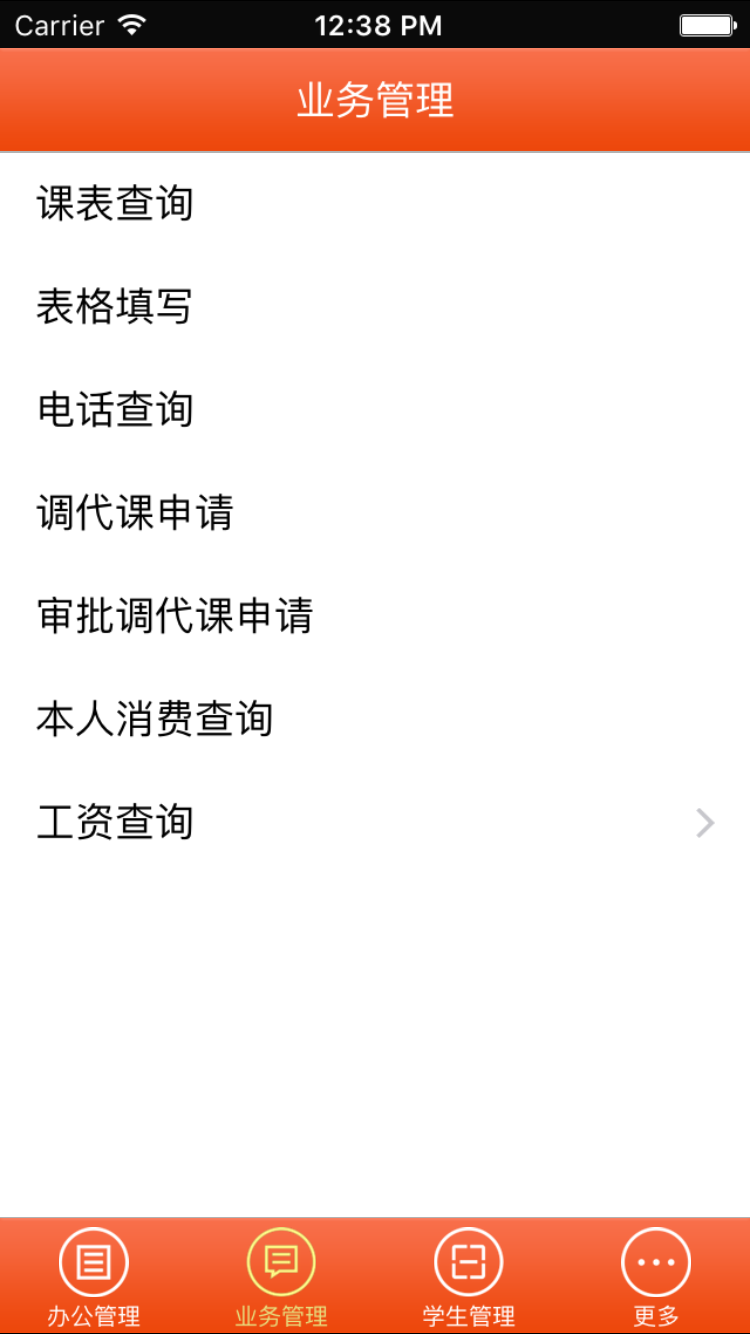 Carrier 12:38 PM
业务管理
课表查询
表格填写
电话查询
调代课申请
审批调代课申请
本人消费查询
工资查询
办公管理 业务管理 学生管理 更多